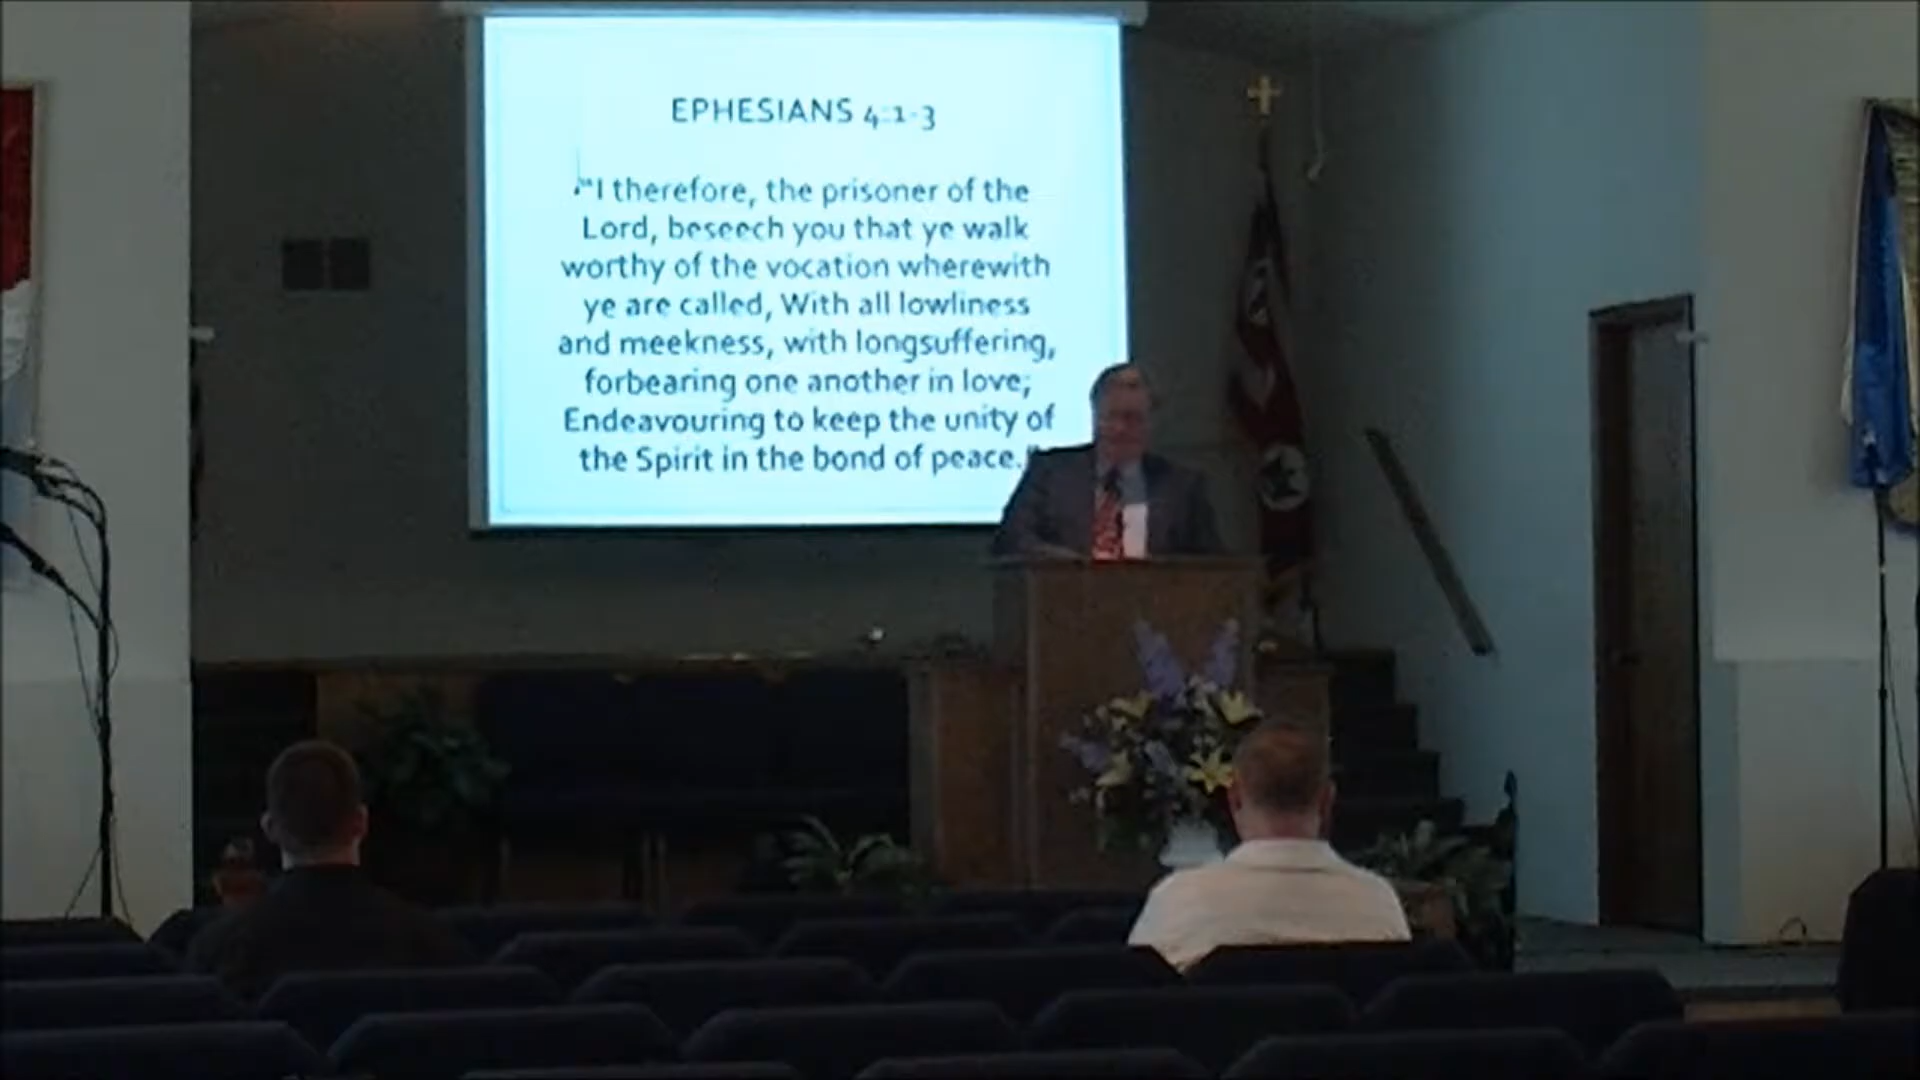 EPHESIANS 4:1-3
"I therefore, the prisoner of the
Lord, beseech you that ye walk
worthy of the vocation wherewith
ye are called, With all lowliness
and meekness, with longsuffering,
forbearing one another in love;
Endeavouring to keep the unity of
the Spirit in the bond of peace."